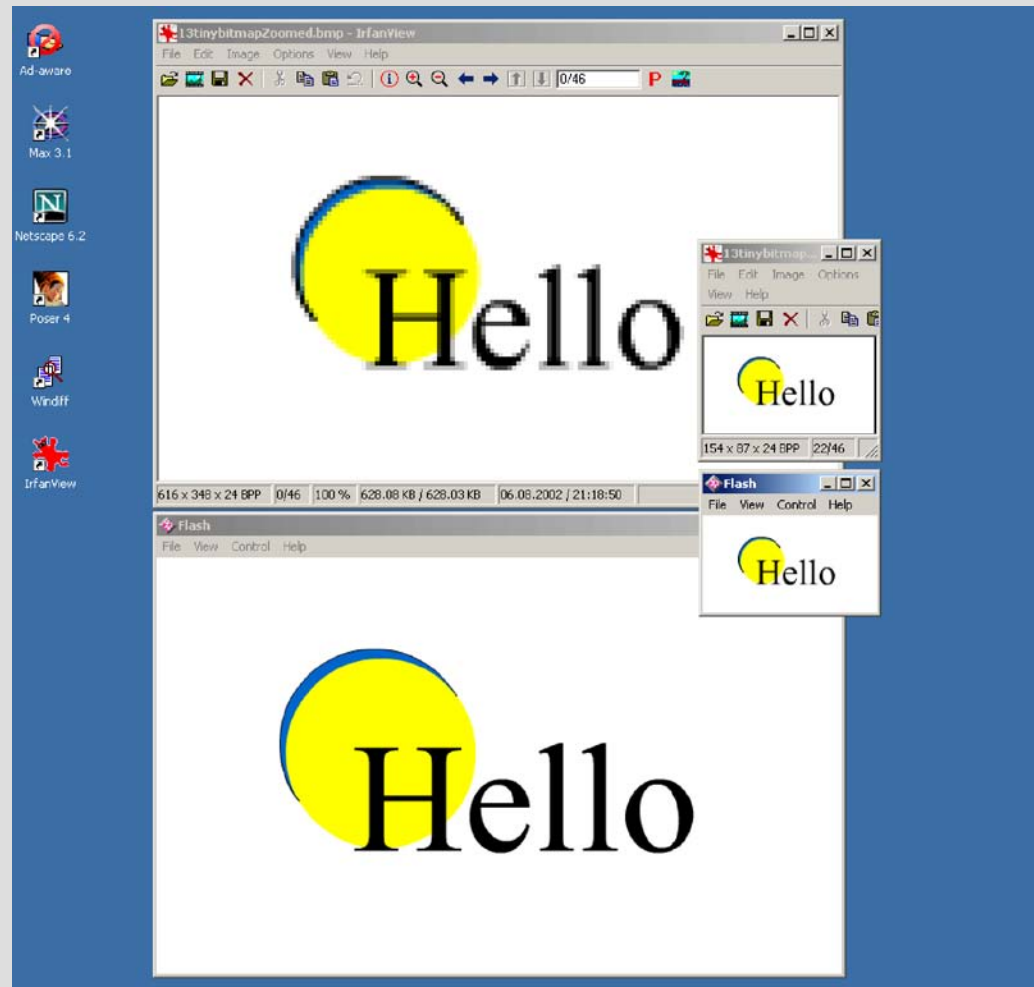 Ad-aware
Max 3.1
Netscape 6.2
Poser 4
Windiff
IrfanView
13tinybitmapZoomed.bmp - IrfanView
File Edit Image Options View Help
0/46 P
Hello
616 x 348 x 24 BPP 0/46 100 % 628.08 KB / 628.03 KB 06.08.2002 / 21:18:50
13tinybitmap...
File Edit Image Options
View Help
Hello
154 x 87 x 24 BPP 22/46
Flash
File View Control Help
Hello
Flash
File View Control Help
Hello